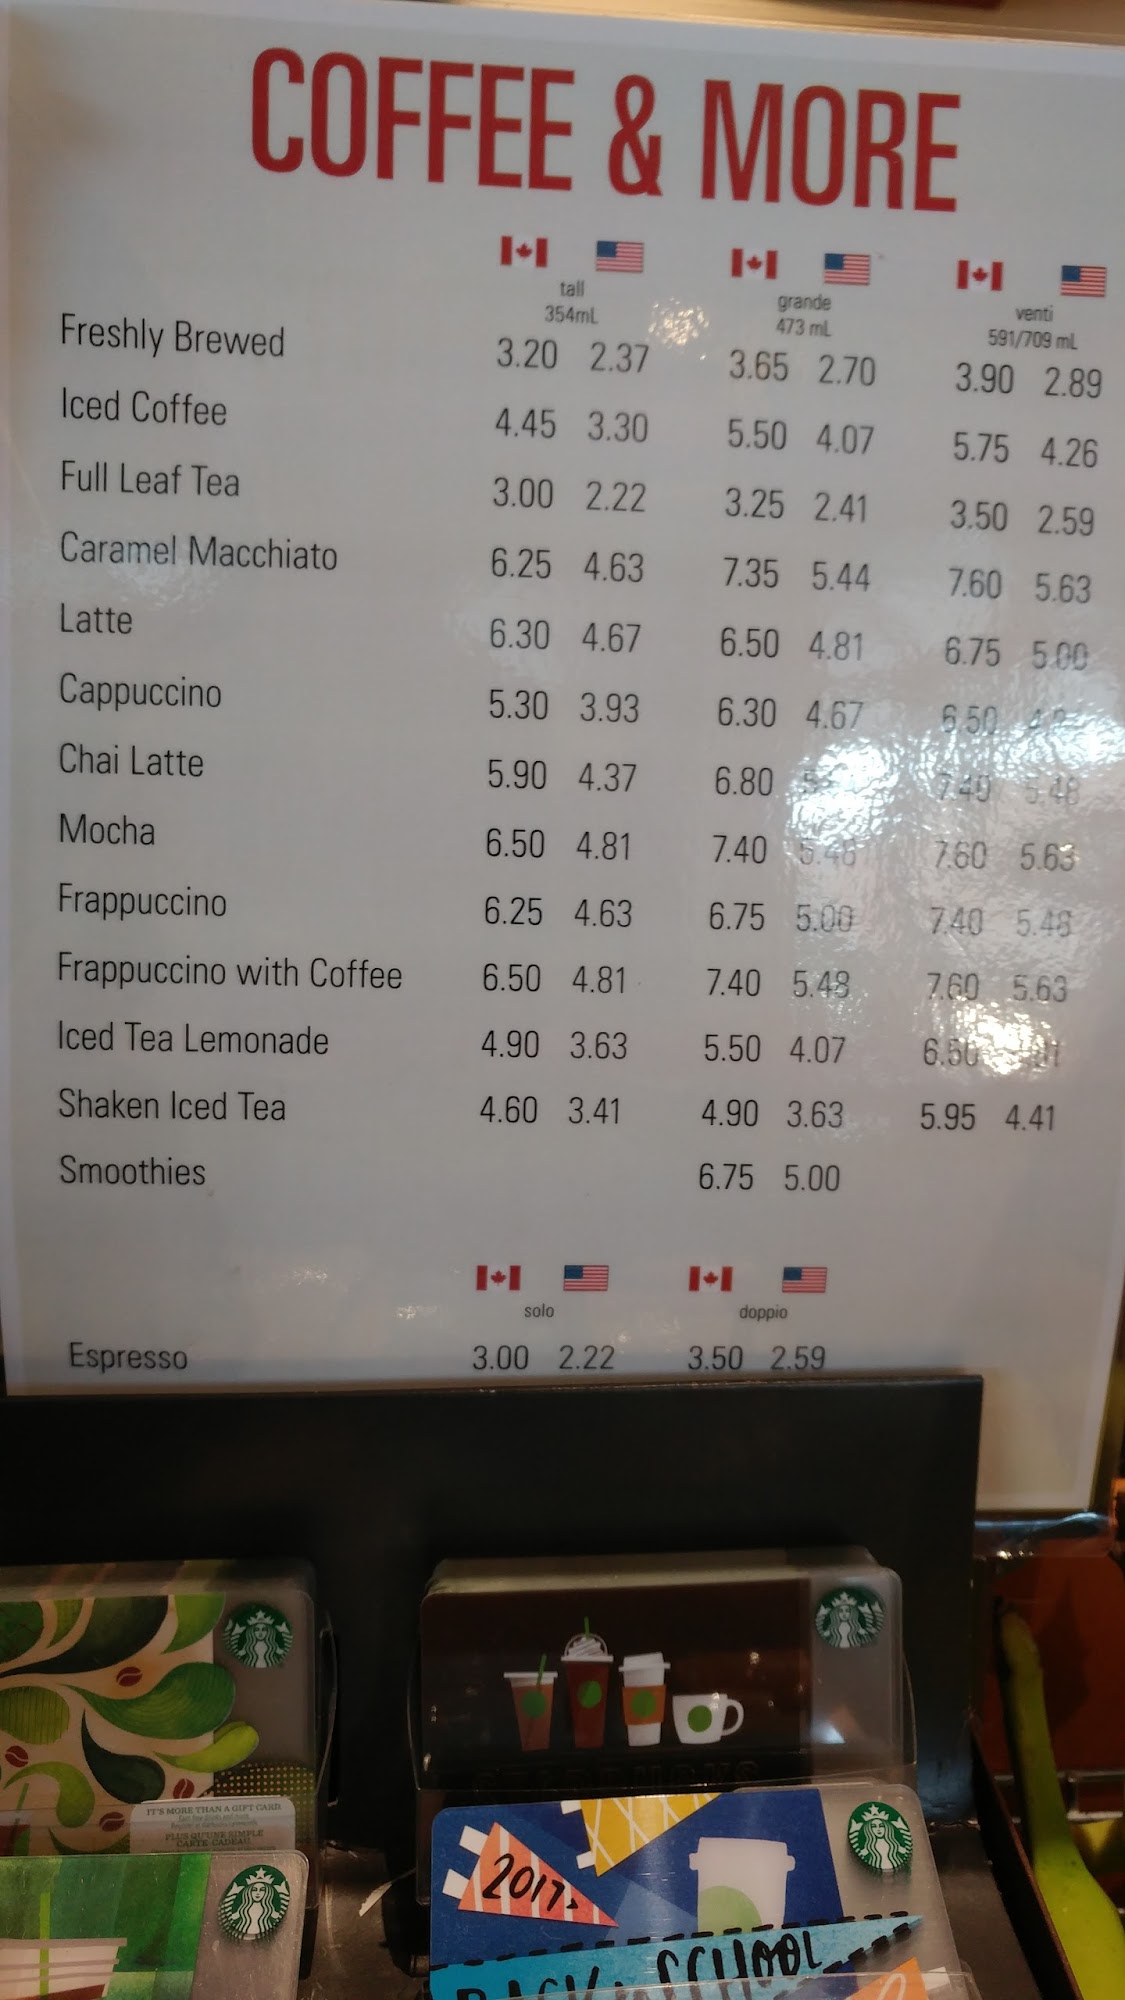 COFFEE & MORE
tall grande venti
354mL 473 mL 591/709 mL
Freshly Brewed 3.20 2.37 3.65 2.70 3.90 2.89
Iced Coffee 4.45 3.30 5.50 4.07 5.75 4.26
Full Leaf Tea 3.00 2.22 3.25 2.41 3.50 2.59
Caramel Macchiato 6.25 4.63 7.35 5.44 7.60 5.63
Latte 6.30 4.67 6.50 4.81 6.75 5.00
Cappuccino 5.30 3.93 6.30 4.67 6.50
Chai Latte 5.90 4.37 6.80 7.40 5.48
Mocha 6.50 4.81 7.40 5.48 7.60 5.63
Frappuccino 6.25 4.63 6.75 5.00 7.40 5.48
Frappuccino with Coffee 6.50 4.81 7.40 5.48 7.60 5.63
Iced Tea Lemonade 4.90 3.63 5.50 4.07 6.50
Shaken Iced Tea 4.60 3.41 4.90 3.63 5.95 4.41
Smoothies 6.75 5.00
solo doppio
Espresso 3.00 2.22 3.50 2.59
IT'S MORE THAN A GIFT CARD
PLUS QU'UNE SIMPLE
CARTE-CADEAU
STARBUCKS
2017
BACK SCHOOL